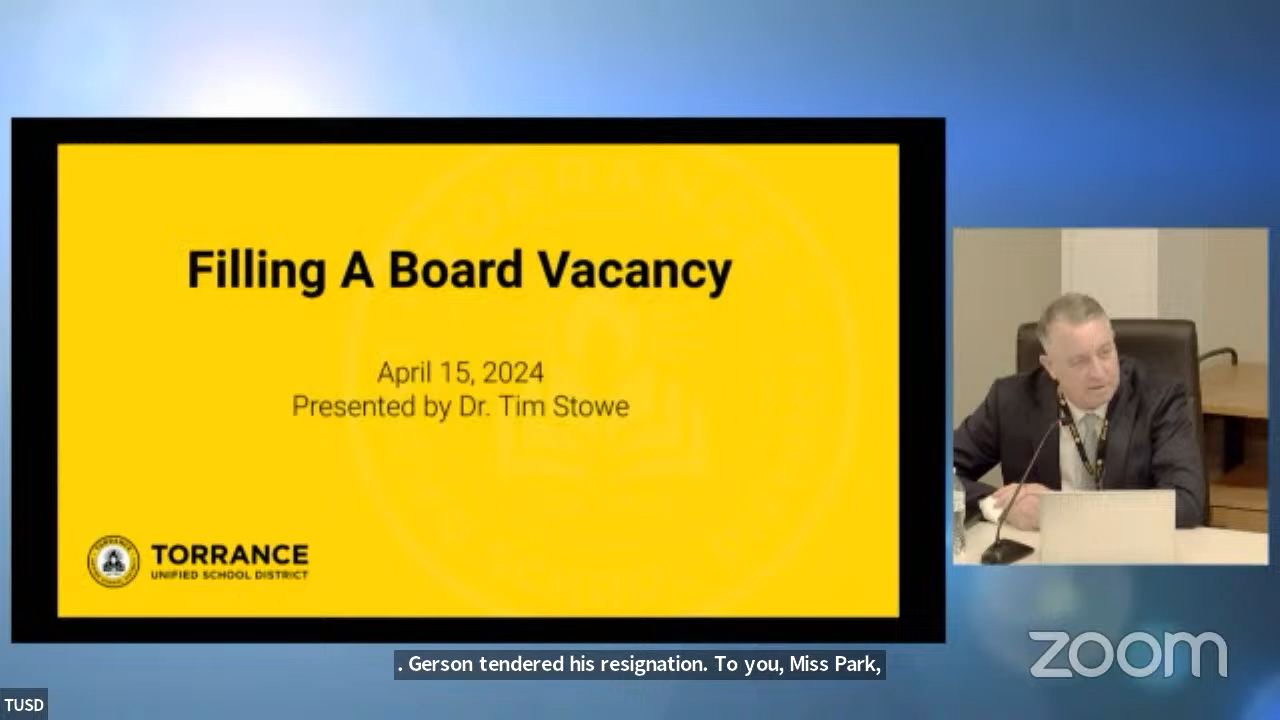 Filling A Board Vacancy
April 15, 2024
Presented by Dr. Tim Stowe
TORRANCE
UNIFIED SCHOOL DISTRICT
. Gerson tendered his resignation. To you, Miss Park,
zoom
TUSD